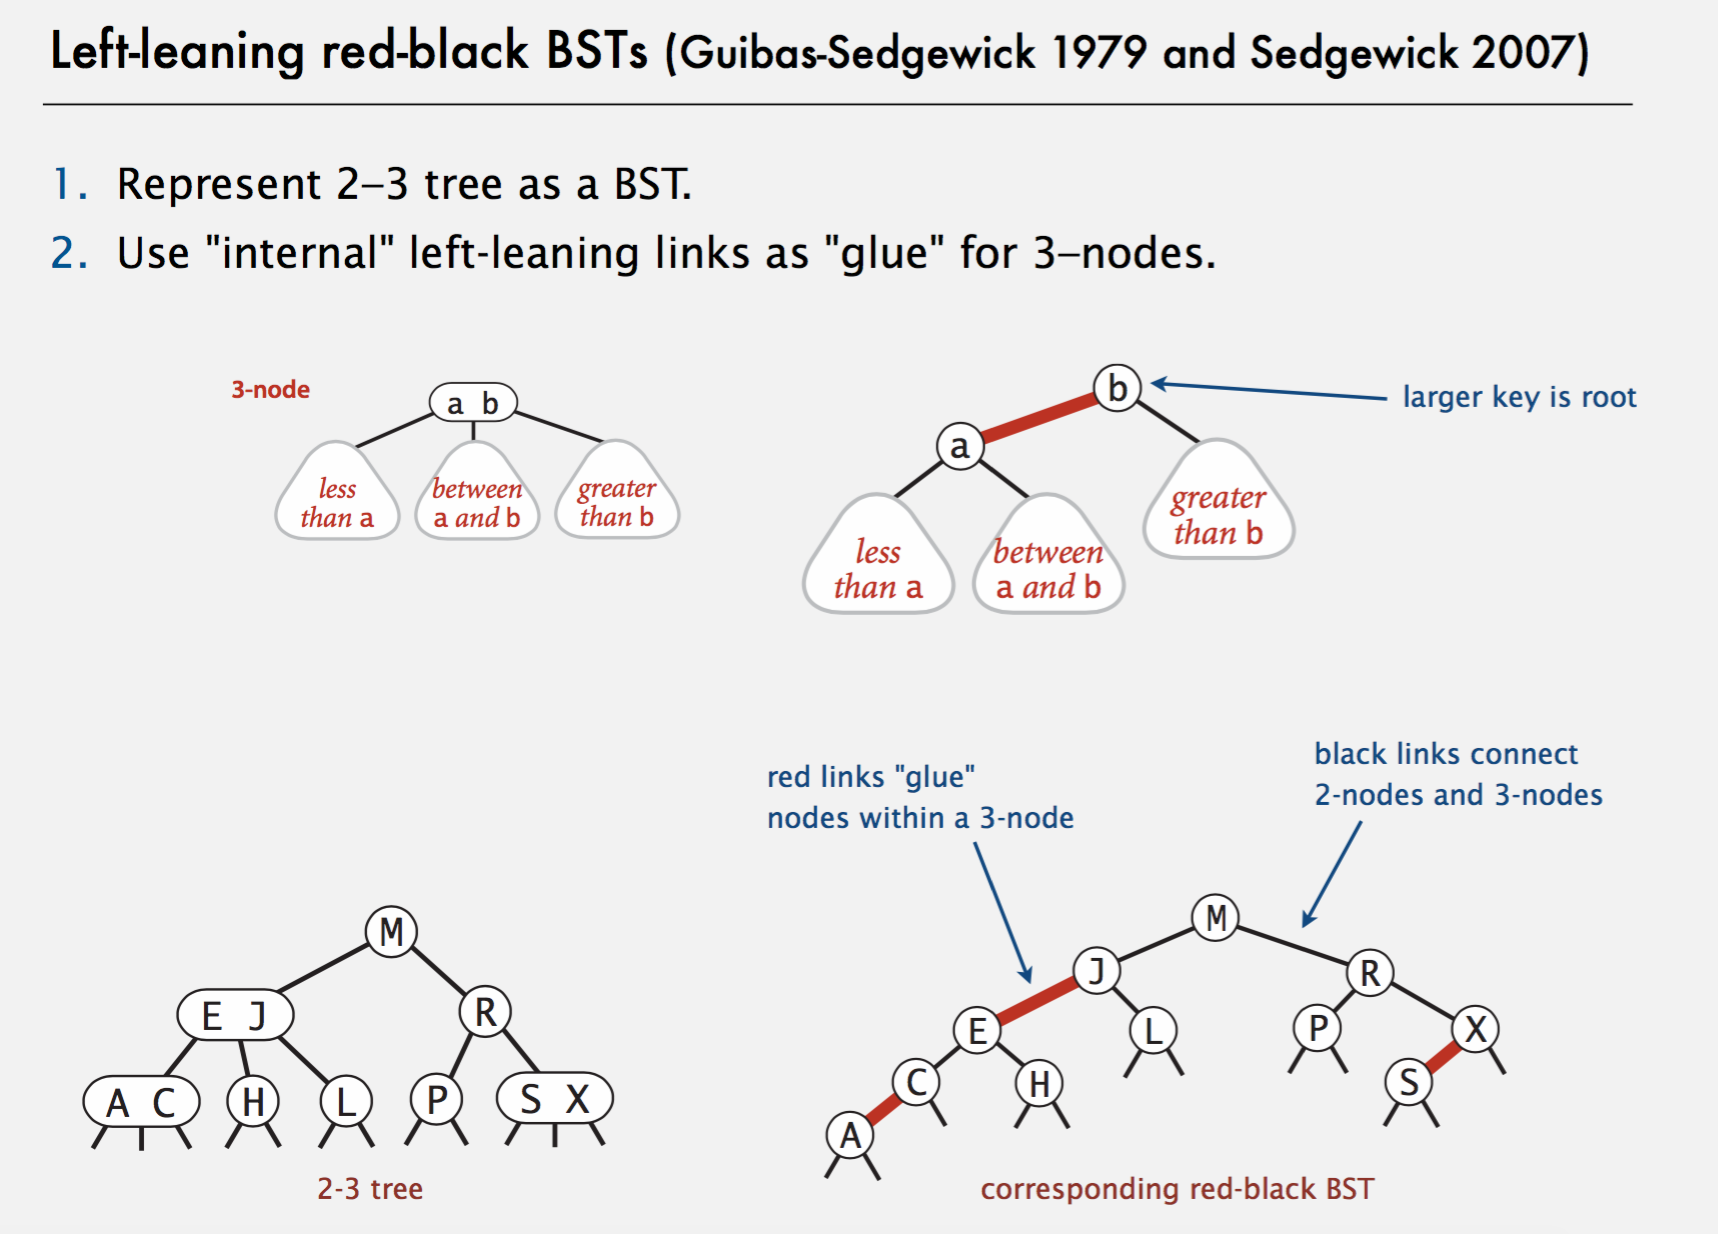 Left-leaning red-black BSTs (Guibas-Sedgewick 1979 and Sedgewick 2007)
1. Represent 2–3 tree as a BST.
2. Use "internal" left-leaning links as "glue" for 3–nodes.
3-node
a b
less
than a
between
a and b
greater
than b
b
larger key is root
a
less
than a
between
a and b
greater
than b
M
E J
R
A C
H
L
P
S X
2-3 tree
red links "glue"
nodes within a 3-node
black links connect
2-nodes and 3-nodes
M
J
R
E
L
P
X
C
H
S
A
corresponding red-black BST